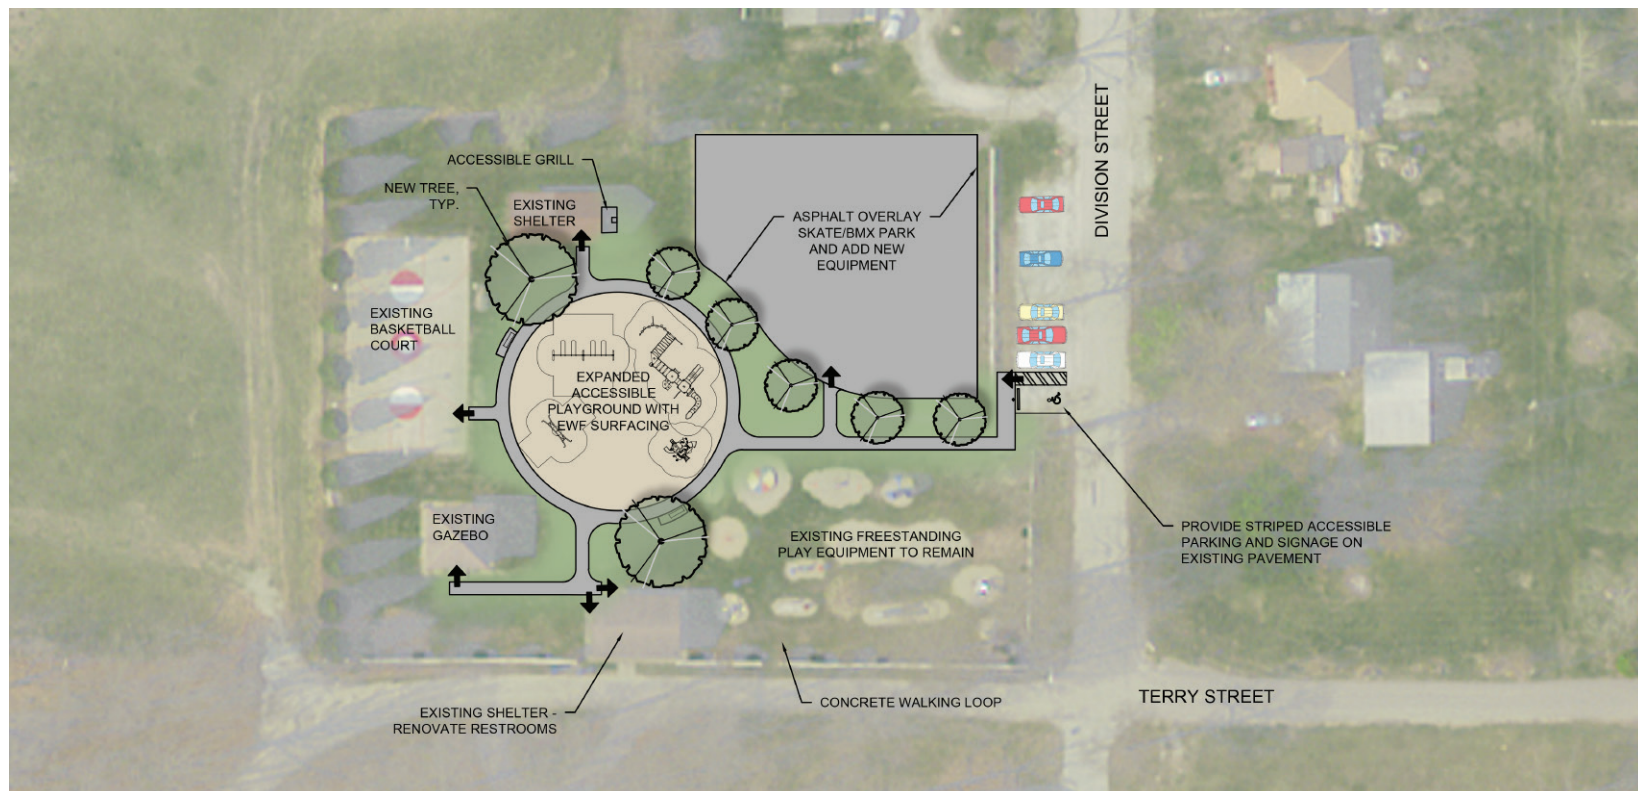 ACCESSIBLE GRILL
NEW TREE,
TYP.
EXISTING
SHELTER
ASPHALT OVERLAY
SKATE/BMX PARK
AND ADD NEW
EQUIPMENT
DIVISION STREET
EXISTING
BASKETBALL
COURT
EXPANDED
ACCESSIBLE
PLAYGROUND WITH
EWF SURFACING
EXISTING
GAZEBO
EXISTING FREESTANDING
PLAY EQUIPMENT TO REMAIN
PROVIDE STRIPED ACCESSIBLE
PARKING AND SIGNAGE ON
EXISTING PAVEMENT
EXISTING SHELTER -
RENOVATE RESTROOMS
CONCRETE WALKING LOOP
TERRY STREET